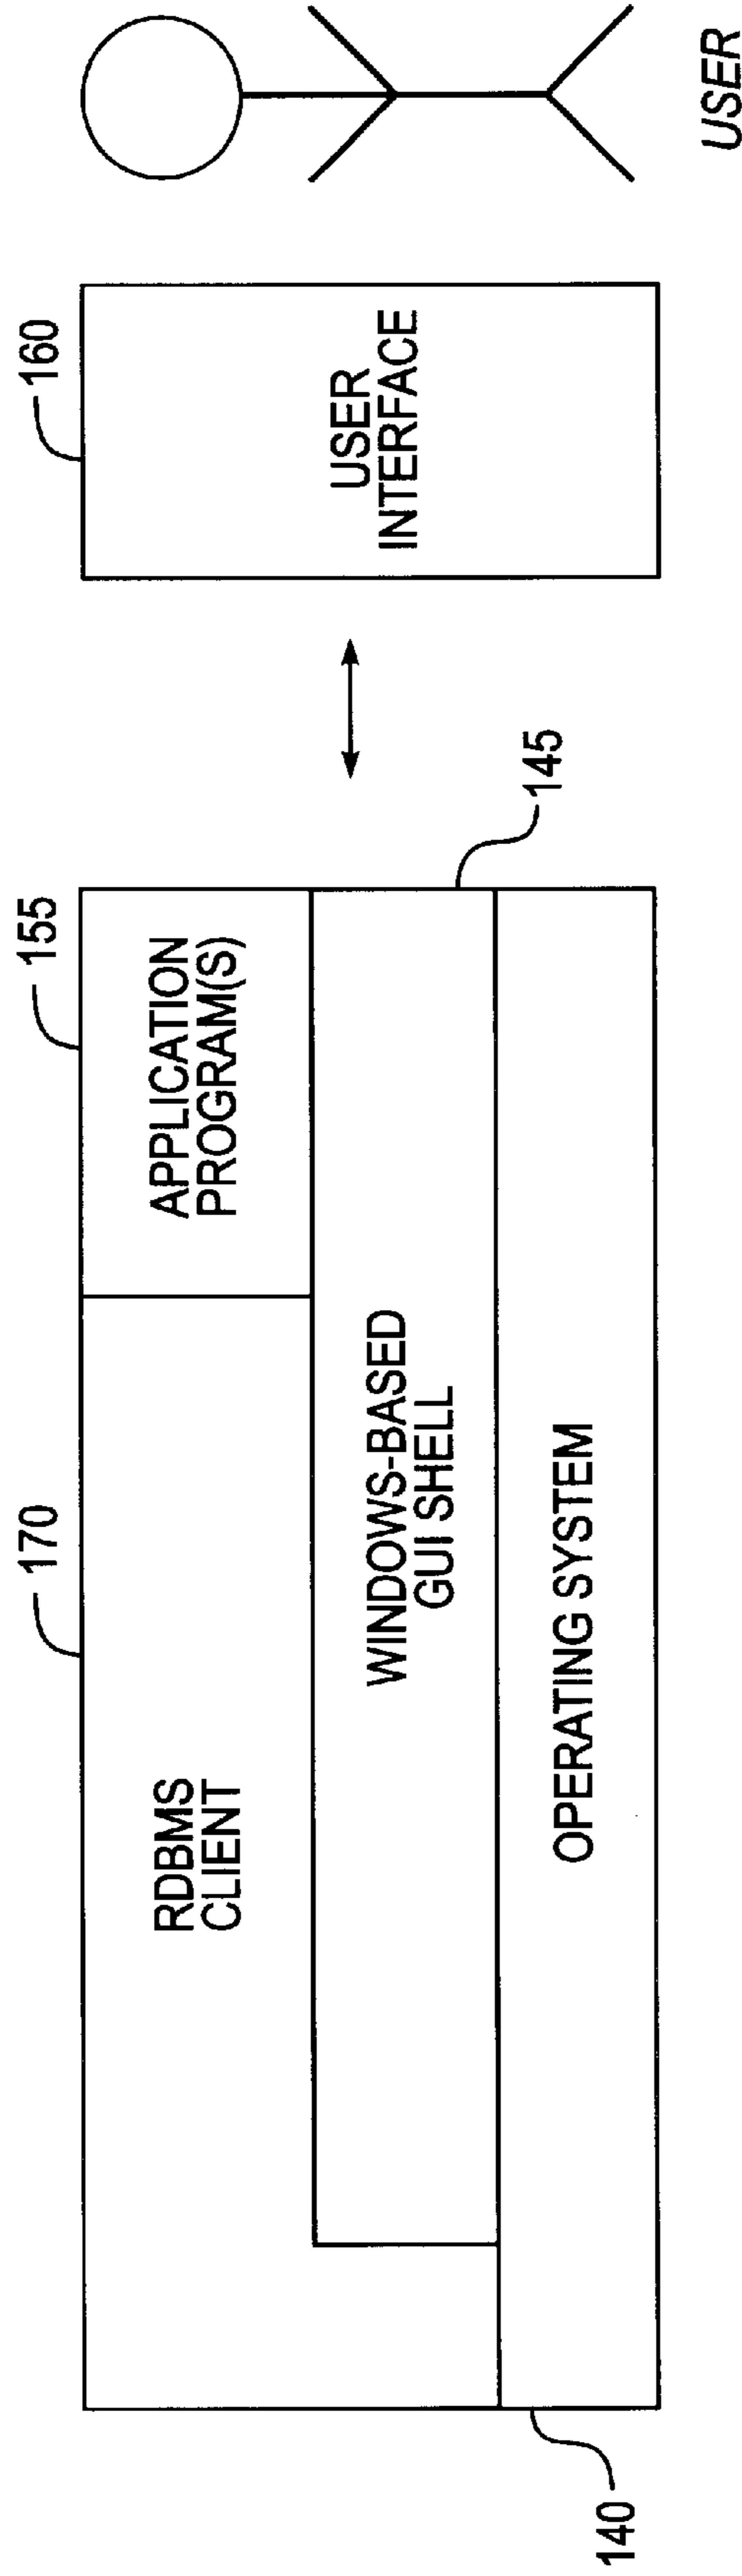 170
155
160
RDBMS
CLIENT
APPLICATION
PROGRAM(S)
WINDOWS-BASED
GUI SHELL
145
OPERATING SYSTEM
140
USER
INTERFACE
USER